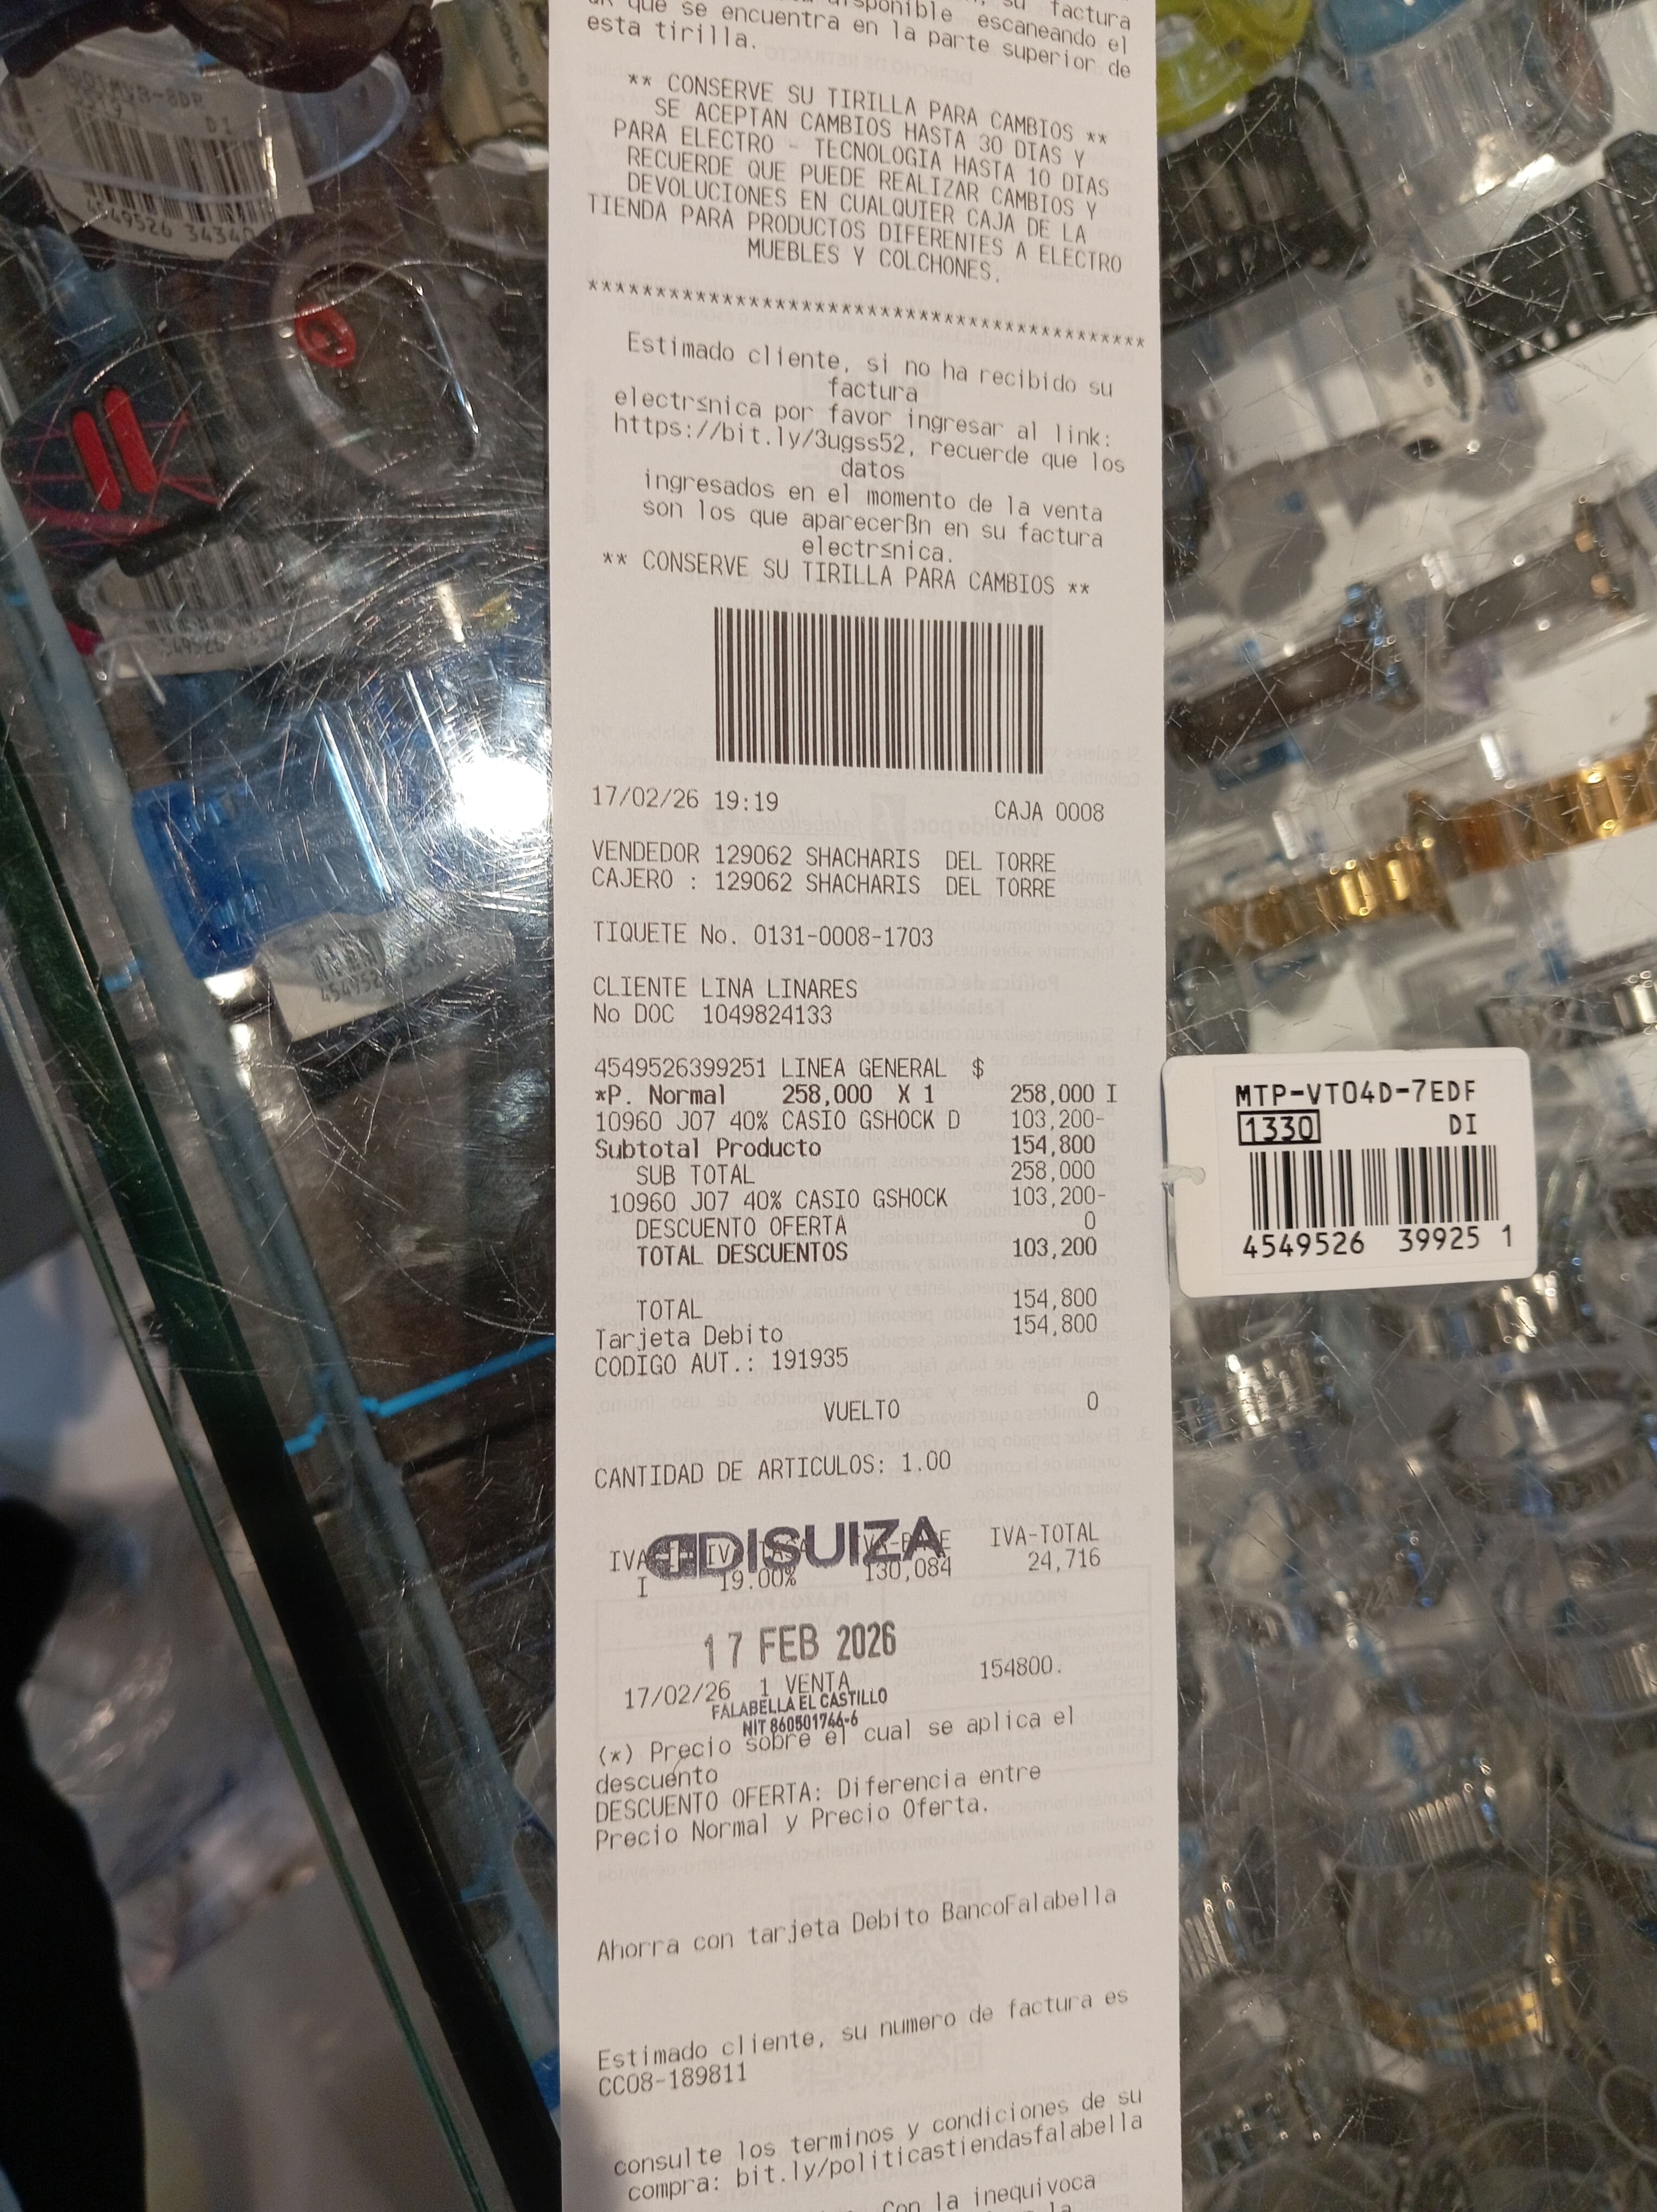 su factura
disponible escaneando el
que se encuentra en la parte superior de
esta tirilla.
** CONSERVE SU TIRILLA PARA CAMBIOS **
SE ACEPTAN CAMBIOS HASTA 30 DIAS Y
PARA ELECTRO - TECNOLOGIA HASTA 10 DIAS
RECUERDE QUE PUEDE REALIZAR CAMBIOS Y
DEVOLUCIONES EN CUALQUIER CAJA DE LA
TIENDA PARA PRODUCTOS DIFERENTES A ELECTRO
MUEBLES Y COLCHONES.
******************************************
Estimado cliente, si no ha recibido su
factura
electr≤nica por favor ingresar al link:
https://bit.ly/3ugss52, recuerde que los
datos
ingresados en el momento de la venta
son los que aparecerßn en su factura
electr≤nica.
** CONSERVE SU TIRILLA PARA CAMBIOS **
17/02/26 19:19 CAJA 0008
VENDEDOR 129062 SHACHARIS DEL TORRE
CAJERO : 129062 SHACHARIS DEL TORRE
TIQUETE No. 0131-0008-1703
CLIENTE LINA LINARES
No DOC 1049824133
4549526399251 LINEA GENERAL $
*P. Normal 258,000 X 1 258,000 I
10960 J07 40% CASIO GSHOCK D 103,200-
Subtotal Producto 154,800
SUB TOTAL 258,000
10960 J07 40% CASIO GSHOCK 103,200-
DESCUENTO OFERTA 0
TOTAL DESCUENTOS 103,200
TOTAL 154,800
Tarjeta Debito 154,800
CODIGO AUT.: 191935
VUELTO 0
CANTIDAD DE ARTICULOS: 1.00
DISUIZA
IVA IVA-TOTAL
I 19.00% 130,084 24,716
17 FEB 2026
17/02/26 1 VENTA 154800.
FALABELLA EL CASTILLO
NIT 860501766-6
(*) Precio sobre el cual se aplica el
descuento
DESCUENTO OFERTA: Diferencia entre
Precio Normal y Precio Oferta.
Ahorra con tarjeta Debito BancoFalabella
Estimado cliente, su numero de factura es
CC08-189811
consulte los terminos y condiciones de su
compra: bit.ly/politicastiendasfalabella
Con la inequivoca
MTP-VT04D-7EDF
1330 DI
4549526 39925 1